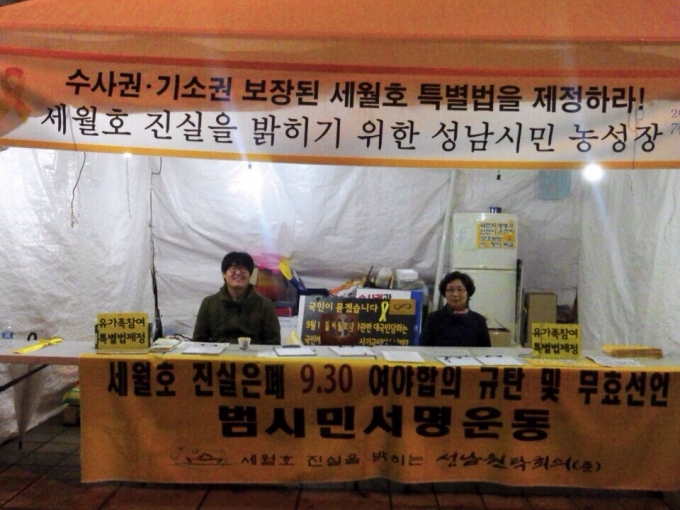 수사권·기소권 보장된 세월호 특별법을 제정하라!
세월호 진실을 밝히기 위한 성남시민 농성장
국민이 묻겠습니다
유가족참여
특별법제정
유가족참여
특별법제정
세월호 진실은폐 9.30 여야합의 규탄 및 무효선언
범시민서명운동
세월호 진실을 밝히는 성남원탁회의(준)